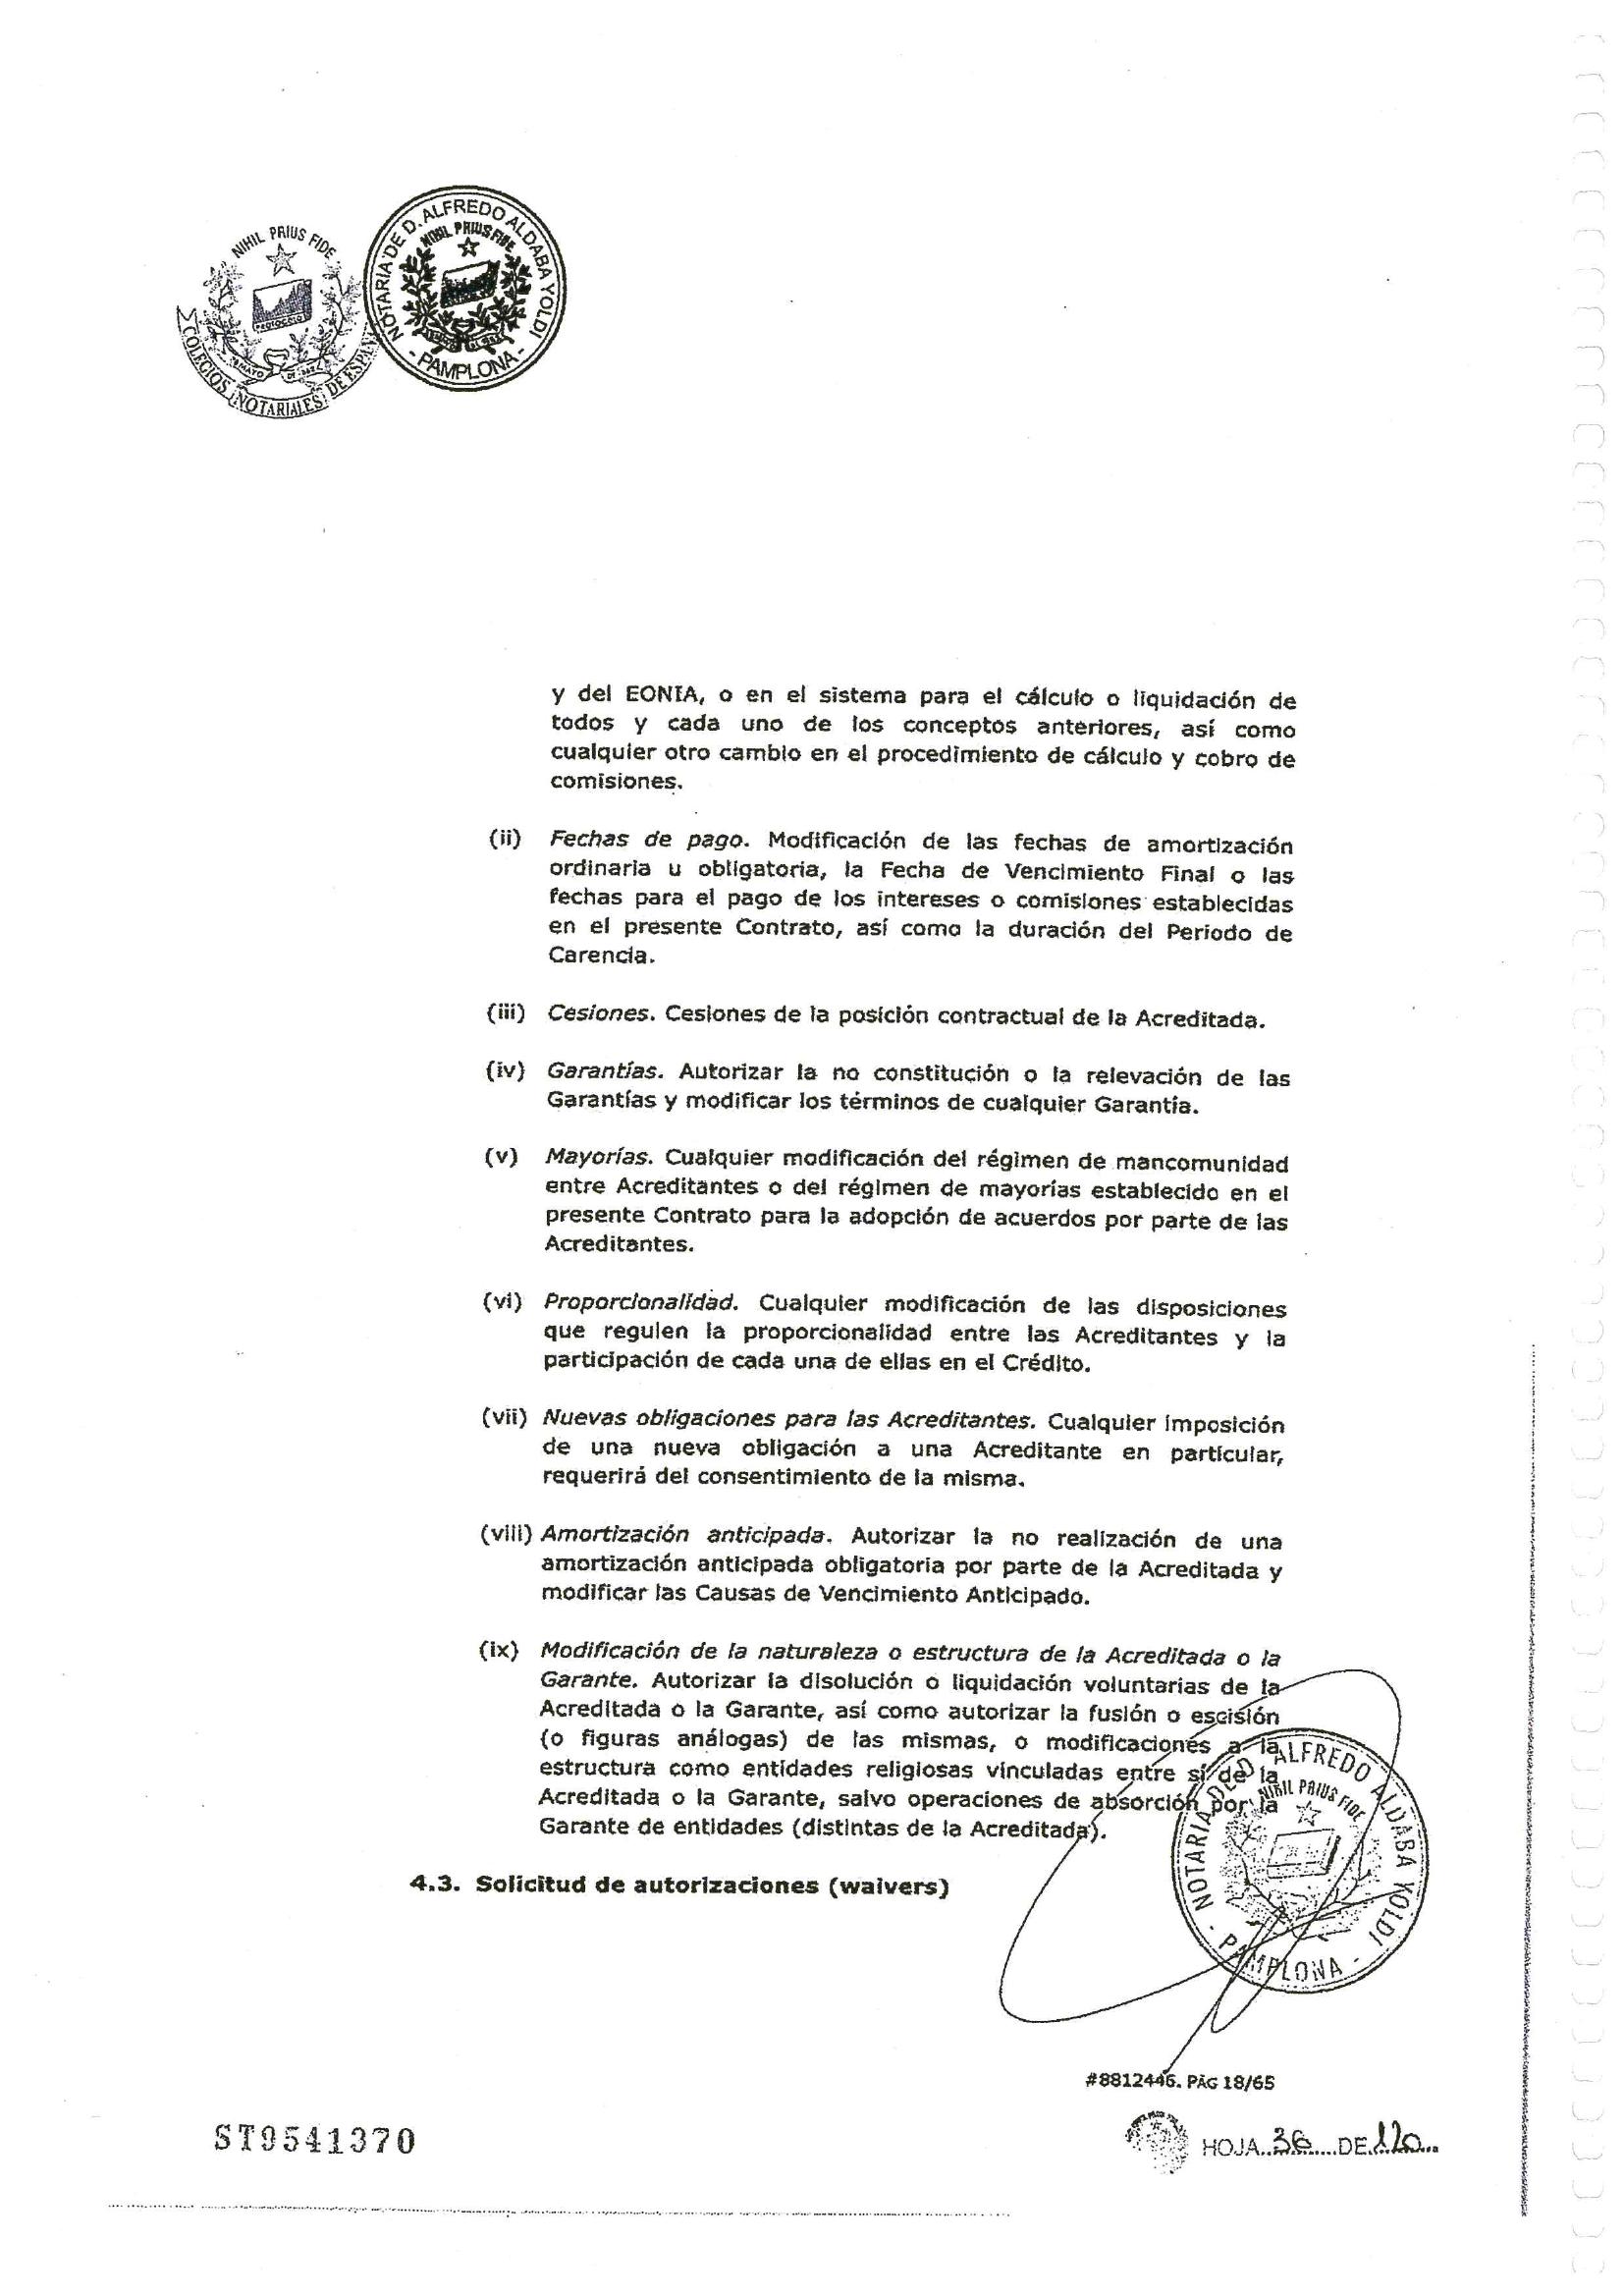 NIHIL PRIUS FIDE
COLEGIOS NOTARIALES DE ESPAÑ
NOTARIA DE D. ALFREDO ALDABA YOLDI
NIHIL PRIUS FIDE
- PAMPLONA -
y del EONIA, o en el sistema para el cálculo o liquidación de
todos y cada uno de los conceptos anteriores, así como
cualquier otro cambio en el procedimiento de cálculo y cobro de
comisiones.
(ii) Fechas de pago. Modificación de las fechas de amortización
ordinaria u obligatoria, la Fecha de Vencimiento Final o las
fechas para el pago de los intereses o comisiones establecidas
en el presente Contrato, así como la duración del Periodo de
Carencia.
(iii) Cesiones. Cesiones de la posición contractual de la Acreditada.
(iv) Garantías. Autorizar la no constitución o la relevación de las
Garantías y modificar los términos de cualquier Garantía.
(v) Mayorías. Cualquier modificación del régimen de mancomunidad
entre Acreditantes o del régimen de mayorías establecido en el
presente Contrato para la adopción de acuerdos por parte de las
Acreditantes.
(vi) Proporcionalidad. Cualquier modificación de las disposiciones
que regulen la proporcionalidad entre las Acreditantes y la
participación de cada una de ellas en el Crédito.
(vii) Nuevas obligaciones para las Acreditantes. Cualquier imposición
de una nueva obligación a una Acreditante en particular,
requerirá del consentimiento de la misma.
(viii) Amortización anticipada. Autorizar la no realización de una
amortización anticipada obligatoria por parte de la Acreditada y
modificar las Causas de Vencimiento Anticipado.
(ix) Modificación de la naturaleza o estructura de la Acreditada o la
Garante. Autorizar la disolución o liquidación voluntarias de la
Acreditada o la Garante, así como autorizar la fusión o escisión
(o figuras análogas) de las mismas, o modificaciones a la
estructura como entidades religiosas vinculadas entre sí de la
Acreditada o la Garante, salvo operaciones de absorción por la
Garante de entidades (distintas de la Acreditada).
4.3. Solicitud de autorizaciones (waivers)
NOTARIA DE D. ALFREDO ALDABA YOLDI
NIHIL PRIUS FIDE
- PAMPLONA -
#8812446. PÁG 18/65
ST9541370
HOJA..36....DE.120...